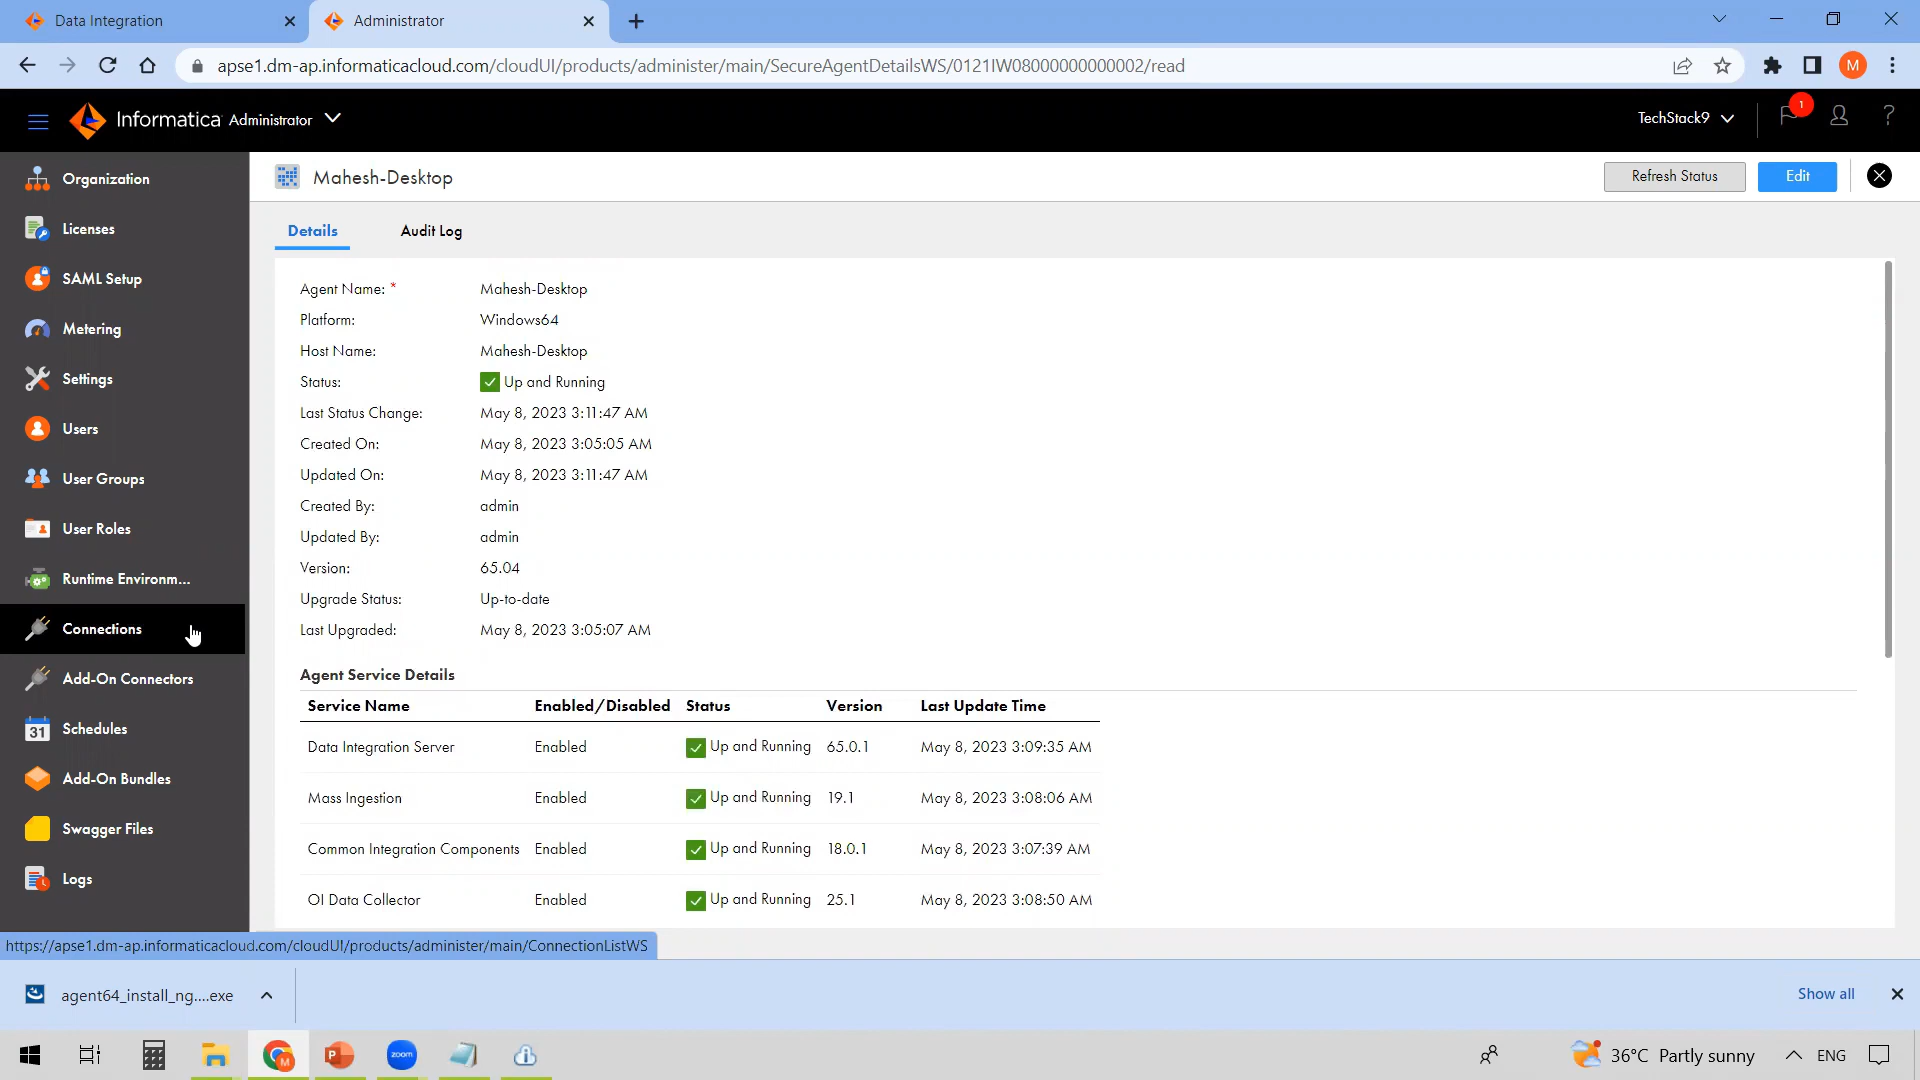 Data Integration
Administrator
apse1.dm-ap.informaticacloud.com/cloudUI/products/administer/main/SecureAgentDetailsWS/0121IW08000000000002/read
M
Informatica Administrator
TechStack9
1
?
Organization
Licenses
SAML Setup
Metering
Settings
Users
User Groups
User Roles
Runtime Environm...
Connections
Add-On Connectors
31 Schedules
Add-On Bundles
Swagger Files
Logs
Mahesh-Desktop
Refresh Status
Edit
Details
Audit Log
Agent Name: * Mahesh-Desktop
Platform: Windows64
Host Name: Mahesh-Desktop
Status: Up and Running
Last Status Change: May 8, 2023 3:11:47 AM
Created On: May 8, 2023 3:05:05 AM
Updated On: May 8, 2023 3:11:47 AM
Created By: admin
Updated By: admin
Version: 65.04
Upgrade Status: Up-to-date
Last Upgraded: May 8, 2023 3:05:07 AM
Agent Service Details
Service Name Enabled/Disabled Status Version Last Update Time
Data Integration Server Enabled Up and Running 65.0.1 May 8, 2023 3:09:35 AM
Mass Ingestion Enabled Up and Running 19.1 May 8, 2023 3:08:06 AM
Common Integration Components Enabled Up and Running 18.0.1 May 8, 2023 3:07:39 AM
OI Data Collector Enabled Up and Running 25.1 May 8, 2023 3:08:50 AM
https://apse1.dm-ap.informaticacloud.com/cloudUI/products/administer/main/ConnectionListWS
agent64_install_ng....exe
Show all
M
P
zoom
36°C Partly sunny
ENG